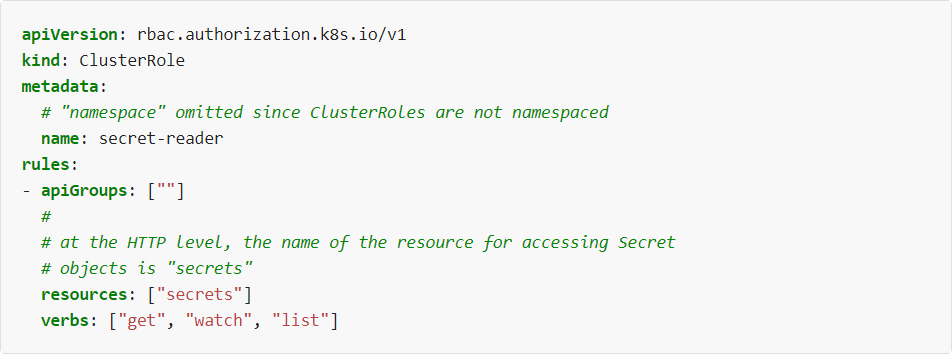 apiVersion: rbac.authorization.k8s.io/v1
kind: ClusterRole
metadata:
  # "namespace" omitted since ClusterRoles are not namespaced
  name: secret-reader
rules:
- apiGroups: [""]
  #
  # at the HTTP level, the name of the resource for accessing Secret
  # objects is "secrets"
  resources: ["secrets"]
  verbs: ["get", "watch", "list"]